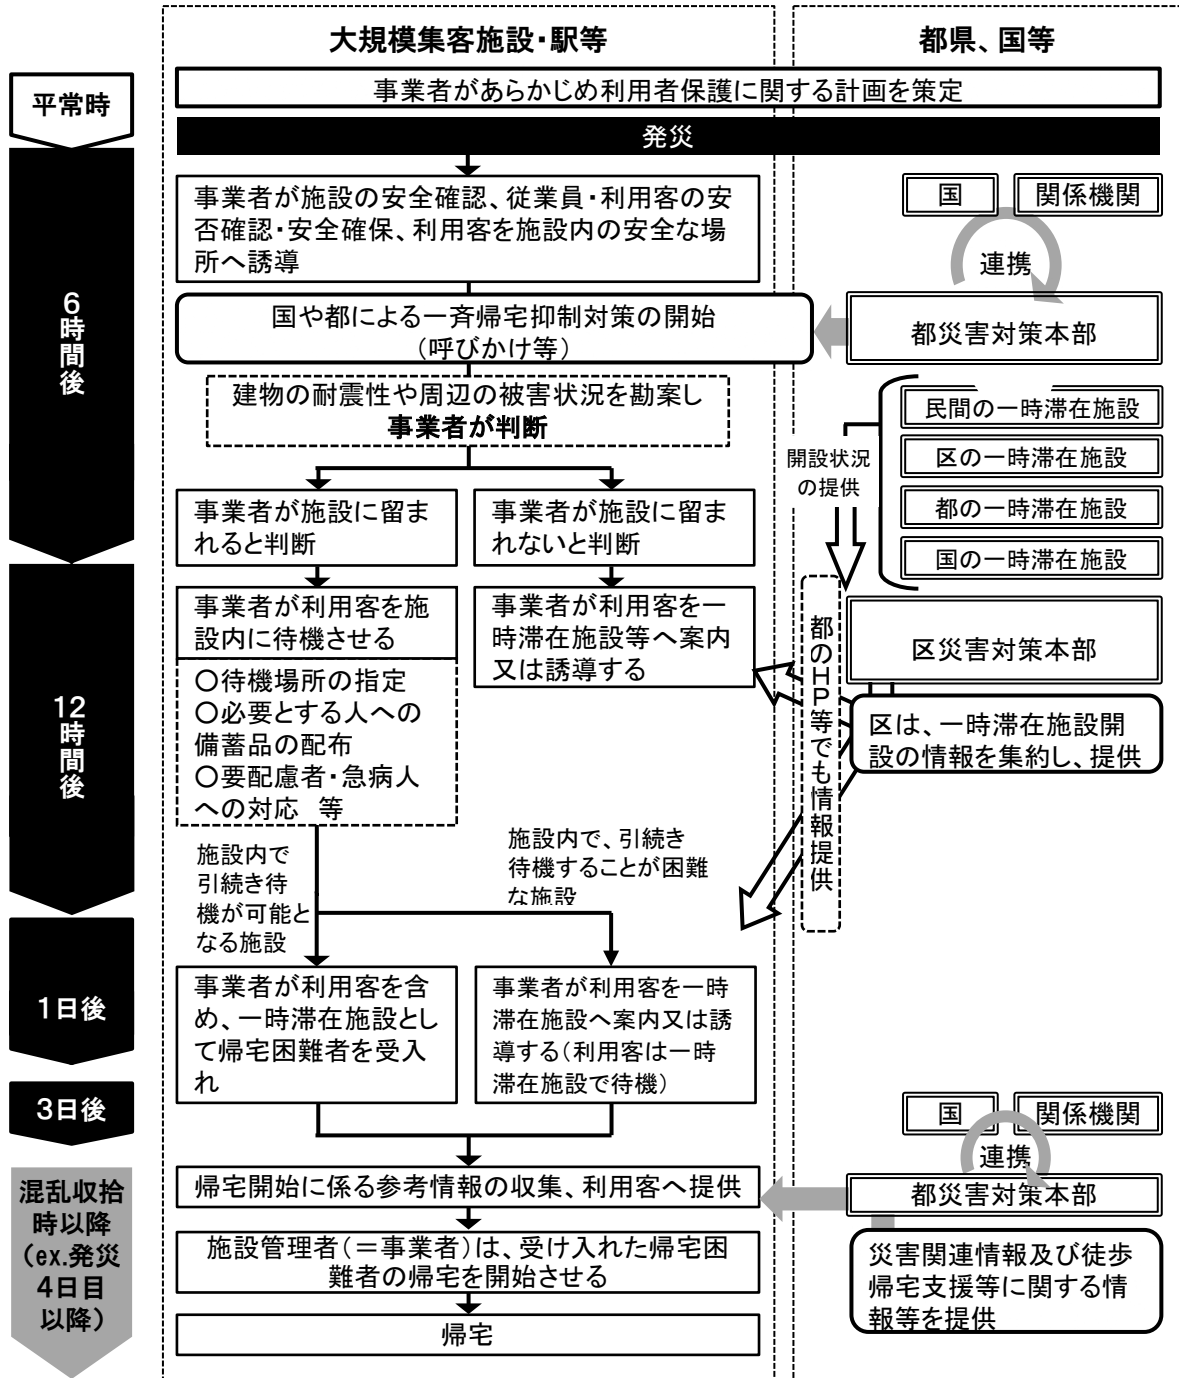 大規模集客施設・駅等
都県、国等
平常時
事業者があらかじめ利用者保護に関する計画を策定
発災
6時間後
事業者が施設の安全確認、従業員・利用客の安
否確認・安全確保、利用客を施設内の安全な場
所へ誘導
国
関係機関
連携
都災害対策本部
国や都による一斉帰宅抑制対策の開始
（呼びかけ等）
建物の耐震性や周辺の被害状況を勘案し
事業者が判断
民間の一時滞在施設
区の一時滞在施設
都の一時滞在施設
国の一時滞在施設
開設状況
の提供
事業者が施設に留ま
れると判断
事業者が施設に留ま
れないと判断
12時間後
事業者が利用客を施
設内に待機させる
事業者が利用客を一
時滞在施設等へ案内
又は誘導する
○待機場所の指定
○必要とする人への
備蓄品の配布
○要配慮者・急病人
への対応　等
都のHP等でも情報提供
区災害対策本部
区は、一時滞在施設開
設の情報を集約し、提供
施設内で
引続き待
機が可能と
なる施設
施設内で、引続き
待機することが困難
な施設
1日後
事業者が利用客を含
め、一時滞在施設とし
て帰宅困難者を受入
れ
事業者が利用客を一時
滞在施設へ案内又は誘
導する（利用客は一時
滞在施設で待機）
3日後
国
関係機関
連携
都災害対策本部
混乱収拾
時以降
（ex.発災
4日目
以降）
帰宅開始に係る参考情報の収集、利用客へ提供
施設管理者（＝事業者）は、受け入れた帰宅困
難者の帰宅を開始させる
帰宅
災害関連情報及び徒歩
帰宅支援等に関する情
報等を提供